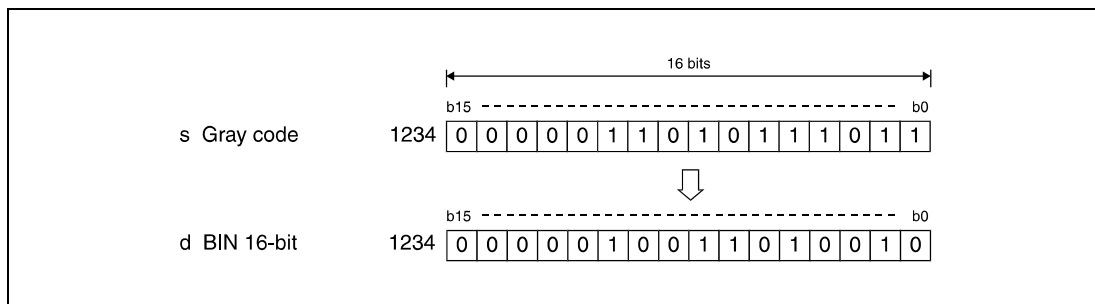 16 bits
b15 b0
s Gray code 1234 0 0 0 0 0 1 1 0 1 0 1 1 1 0 1 1
b15 b0
d BIN 16-bit 1234 0 0 0 0 0 1 0 0 1 1 0 1 0 0 1 0